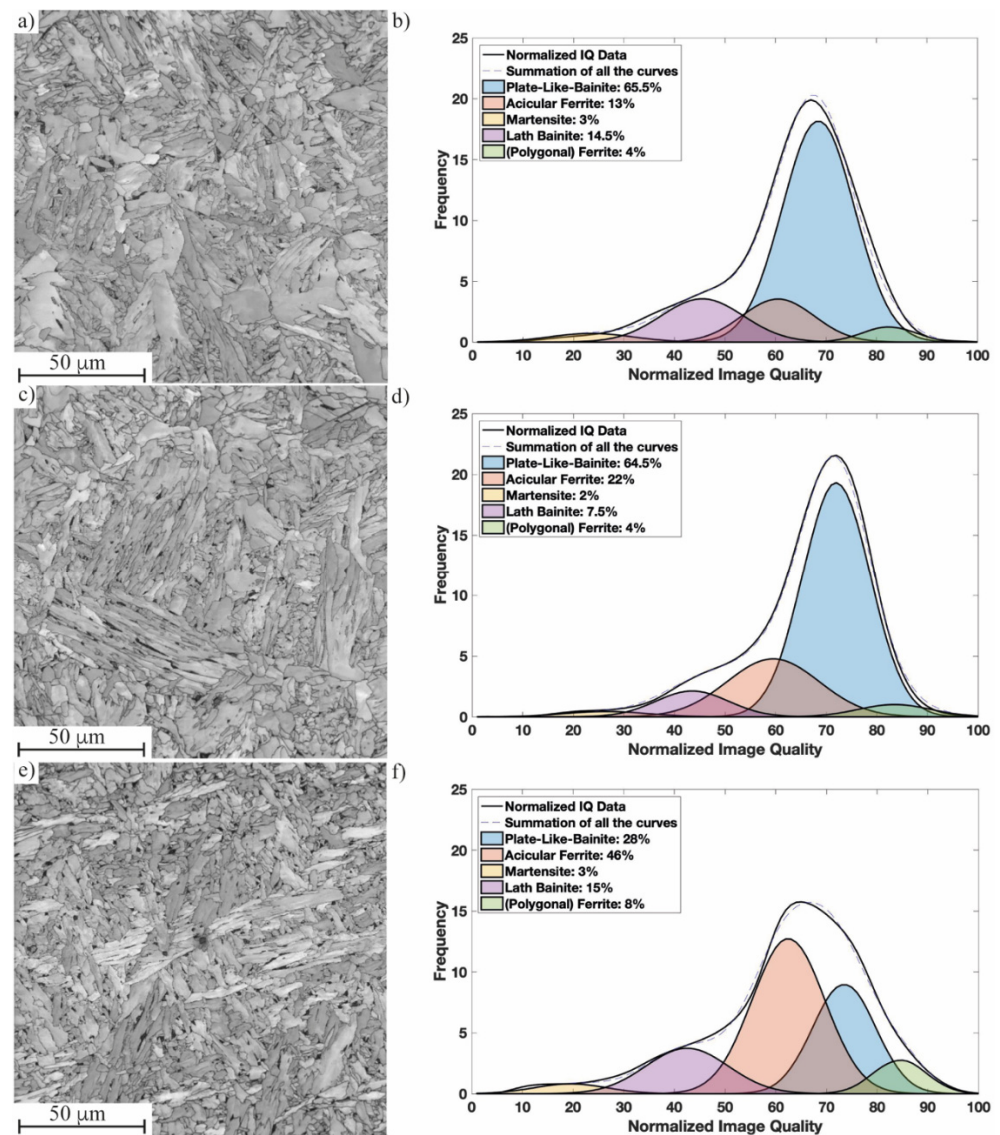 a)
50 μm
b)
25
20
15
10
5
0
Frequency
Normalized IQ Data
Summation of all the curves
Plate-Like-Bainite: 65.5%
Acicular Ferrite: 13%
Martensite: 3%
Lath Bainite: 14.5%
(Polygonal) Ferrite: 4%
0 10 20 30 40 50 60 70 80 90 100
Normalized Image Quality
c)
50 μm
d)
25
20
15
10
5
0
Frequency
Normalized IQ Data
Summation of all the curves
Plate-Like-Bainite: 64.5%
Acicular Ferrite: 22%
Martensite: 2%
Lath Bainite: 7.5%
(Polygonal) Ferrite: 4%
0 10 20 30 40 50 60 70 80 90 100
Normalized Image Quality
e)
50 μm
f)
25
20
15
10
5
0
Frequency
Normalized IQ Data
Summation of all the curves
Plate-Like-Bainite: 28%
Acicular Ferrite: 46%
Martensite: 3%
Lath Bainite: 15%
(Polygonal) Ferrite: 8%
0 10 20 30 40 50 60 70 80 90 100
Normalized Image Quality